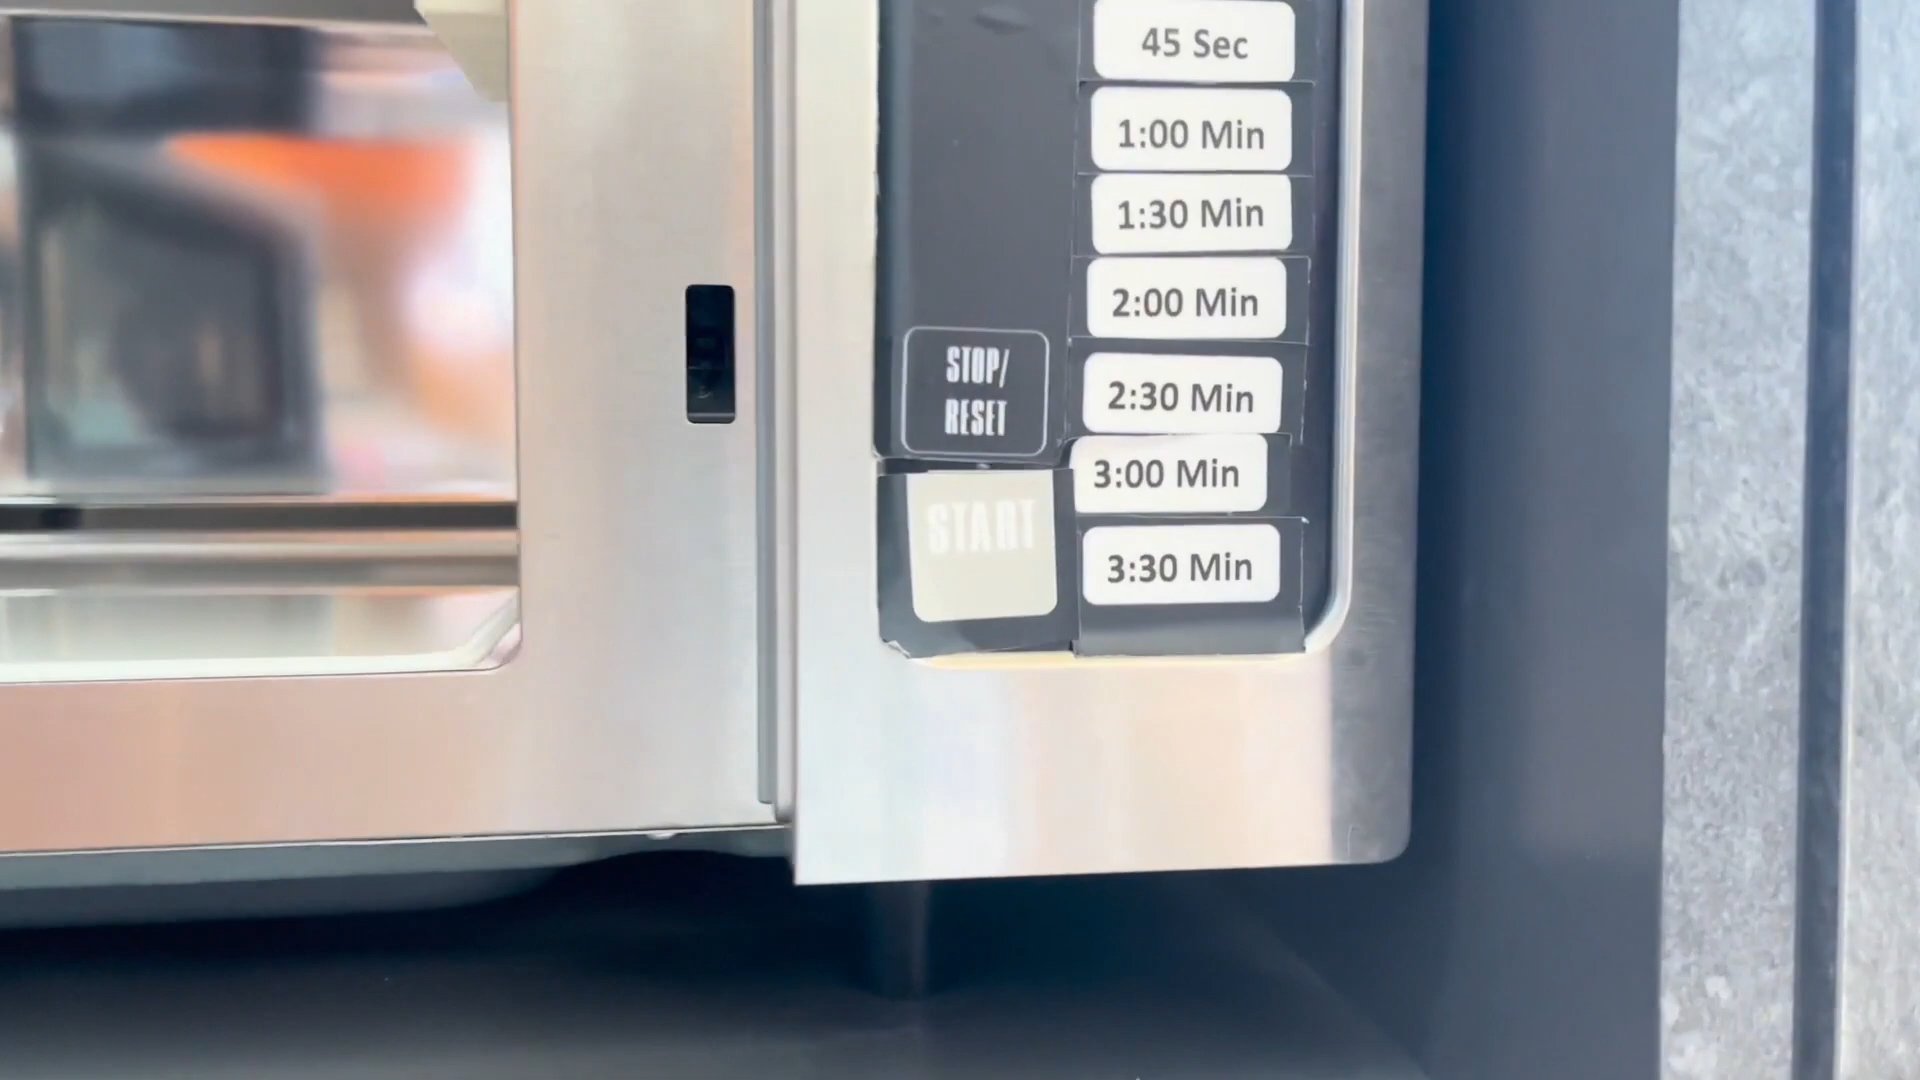 45 Sec
1:00 Min
1:30 Min
2:00 Min
2:30 Min
3:00 Min
3:30 Min
STOP/
RESET
START